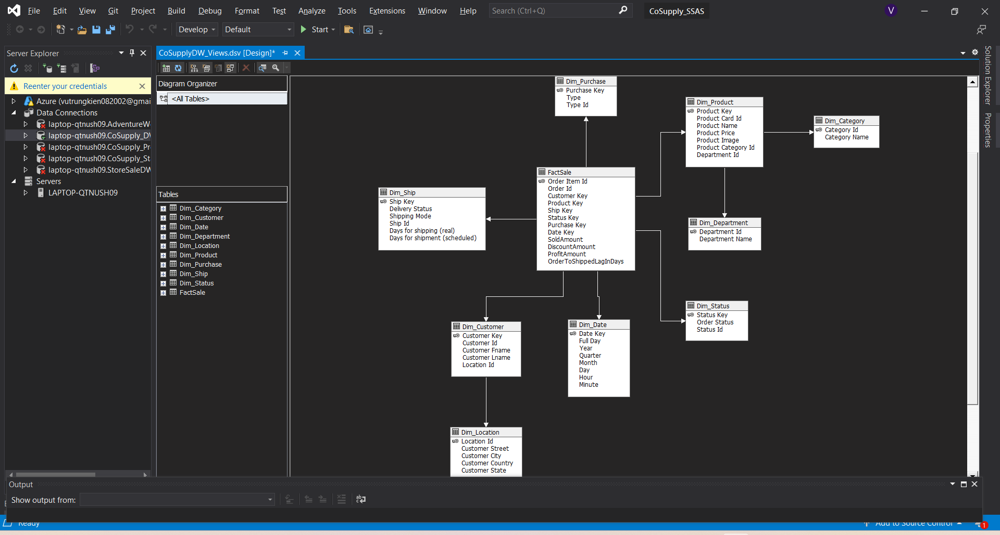 File Edit View Git Project Build Debug Format Test Analyze Tools Extensions Window Help Search (Ctrl+Q) CoSupply_SSAS V
Develop Default Start
Server Explorer
Reenter your credentials
Azure (vutrungkien082002@gmai
Data Connections
laptop-qtnush09.AdventureW
laptop-qtnush09.CoSupply_DW
laptop-qtnush09.CoSupply_Pr
laptop-qtnush09.CoSupply_St
laptop-qtnush09.StoreSaleDW
Servers
LAPTOP-QTNUSH09
CoSupplyDW_Views.dsv [Design]*
Diagram Organizer
<All Tables>
Tables
Dim_Category
Dim_Customer
Dim_Date
Dim_Department
Dim_Location
Dim_Product
Dim_Purchase
Dim_Ship
Dim_Status
FactSale
Dim_Purchase
Purchase Key
Type
Type Id
Dim_Product
Product Key
Product Card Id
Product Name
Product Price
Product Image
Product Category Id
Department Id
Dim_Category
Category Id
Category Name
FactSale
Order Item Id
Order Id
Customer Key
Product Key
Ship Key
Status Key
Purchase Key
Date Key
SoldAmount
DiscountAmount
ProfitAmount
OrderToShippedLagInDays
Dim_Ship
Ship Key
Delivery Status
Shipping Mode
Ship Id
Days for shipping (real)
Days for shipment (scheduled)
Dim_Department
Department Id
Department Name
Dim_Status
Status Key
Order Status
Status Id
Dim_Customer
Customer Key
Customer Id
Customer Fname
Customer Lname
Location Id
Dim_Date
Date Key
Full Day
Year
Quarter
Month
Day
Hour
Minute
Dim_Location
Location Id
Customer Street
Customer City
Customer Country
Customer State
Solution Explorer
Properties
Output
Show output from:
Ready
Add to Source Control
1